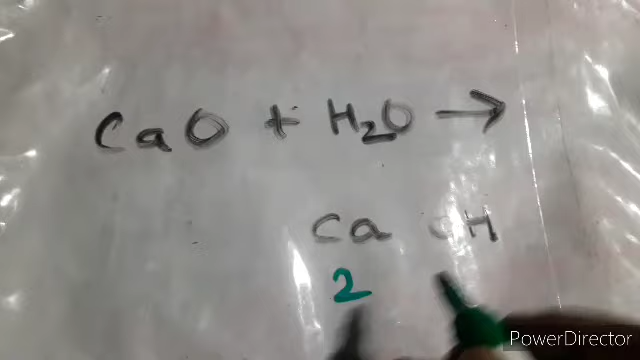 CaO + H₂O →
Ca OH
2
PowerDirector